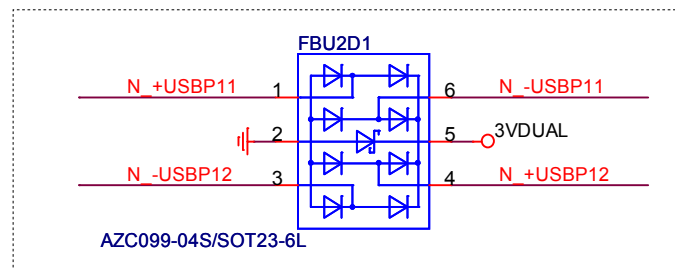 FBU2D1
N_+USBP11 1 6 N_-USBP11
2 5 3VDUAL
N_-USBP12 3 4 N_+USBP12
AZC099-04S/SOT23-6L